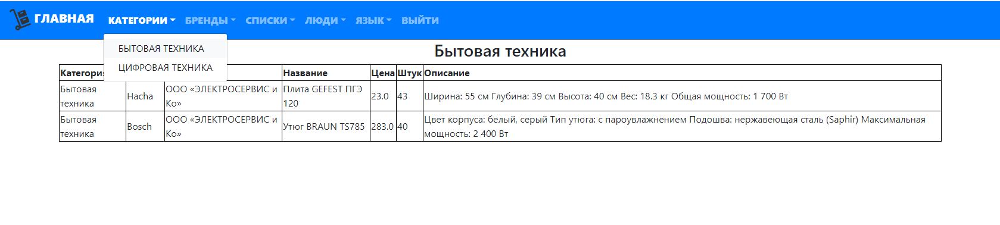 ГЛАВНАЯ КАТЕГОРИИ БРЕНДЫ СПИСКИ ЛЮДИ ЯЗЫК ВЫЙТИ
БЫТОВАЯ ТЕХНИКА
ЦИФРОВАЯ ТЕХНИКА
Бытовая техника
Название Цена Штук Описание
Бытовая техника Hacha ООО «ЭЛЕКТРОСЕРВИС и Ко» Плита GEFEST ПГЭ 120 23.0 43 Ширина: 55 см Глубина: 39 см Высота: 40 см Вес: 18.3 кг Общая мощность: 1 700 Вт
Бытовая техника Bosch ООО «ЭЛЕКТРОСЕРВИС и Ко» Утюг BRAUN TS785 283.0 40 Цвет корпуса: белый, серый Тип утюга: с пароувлажнением Подошва: нержавеющая сталь (Saphir) Максимальная мощность: 2 400 Вт